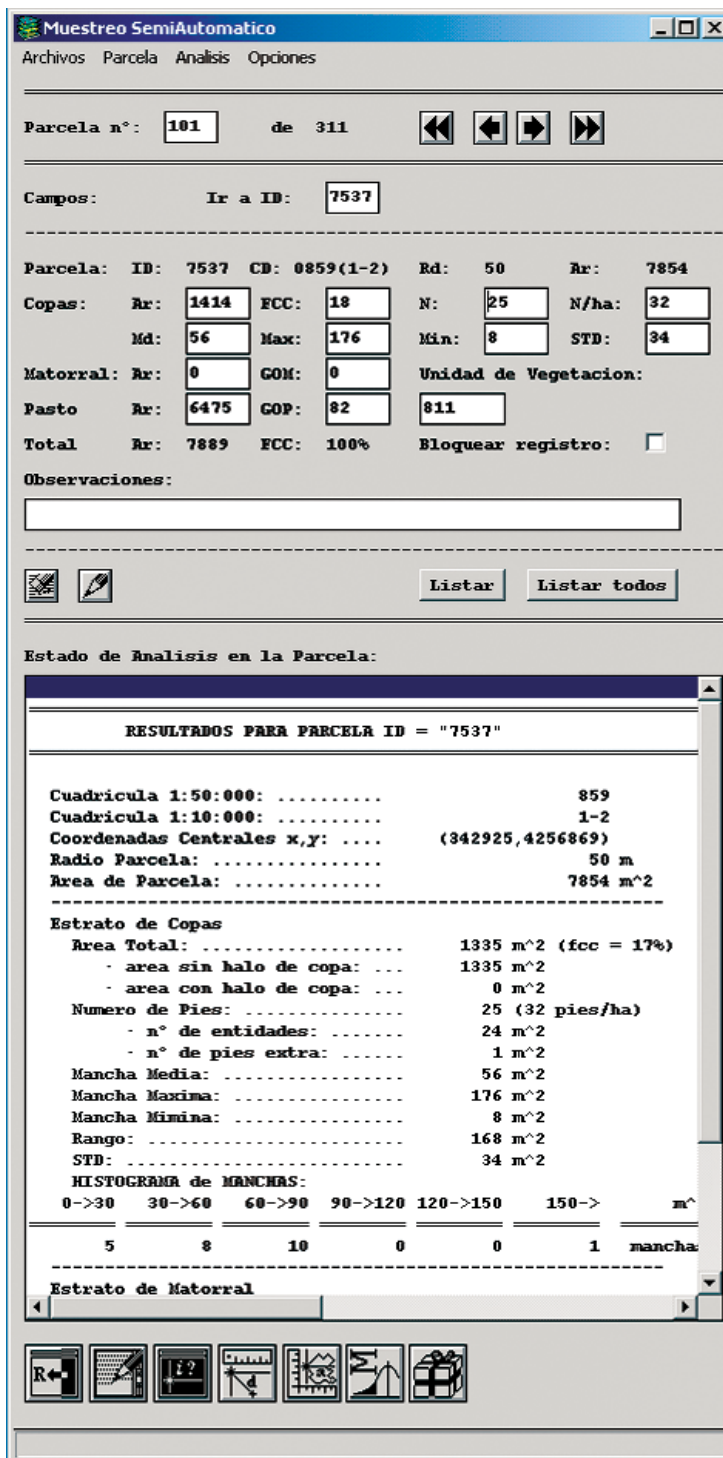 Muestreo SemiAutomatico
Archivos Parcela Analisis Opciones
Parcela n°: 101 de 311
Campos: Ir a ID: 7537
Parcela: ID: 7537 CD: 0859(1-2) Rd: 50 Ar: 7854
Copas: Ar: 1414 FCC: 18 N: 25 N/ha: 32
Md: 56 Max: 176 Min: 8 STD: 34
Matorral: Ar: 0 GOM: 0 Unidad de Vegetacion:
Pasto Ar: 6475 GOP: 82 811
Total Ar: 7889 FCC: 100% Bloquear registro:
Observaciones:
Listar Listar todos
Estado de Analisis en la Parcela:
RESULTADOS PARA PARCELA ID = "7537"
Cuadricula 1:50:000: .......... 859
Cuadricula 1:10:000: .......... 1-2
Coordenadas Centrales x,y: .... (342925,4256869)
Radio Parcela: ................ 50 m
Area de Parcela: .............. 7854 m^2
Estrato de Copas
Area Total: ................... 1335 m^2 (fcc = 17%)
- area sin halo de copa: ... 1335 m^2
- area con halo de copa: ... 0 m^2
Numero de Pies: ............... 25 (32 pies/ha)
- n° de entidades: ....... 24 m^2
- n° de pies extra: ...... 1 m^2
Mancha Media: ................. 56 m^2
Mancha Maxima: ................ 176 m^2
Mancha Mimina: ................ 8 m^2
Rango: ........................ 168 m^2
STD: .......................... 34 m^2
HISTOGRAMA de MANCHAS:
0->30 30->60 60->90 90->120 120->150 150-> m^
5 8 10 0 0 1 mancha
Estrato de Matorral
R
i?
d